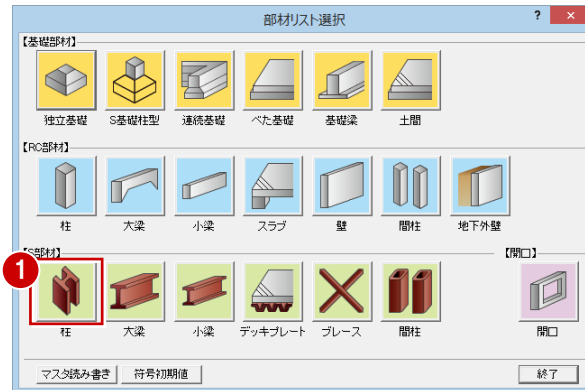 部材リスト選択
?
×
【基礎部材】
独立基礎 S基礎柱型 連続基礎 べた基礎 基礎梁 土間
【RC部材】
柱 大梁 小梁 スラブ 壁 間柱 地下外壁
【S部材】 【開口】
1
柱 大梁 小梁 デッキプレート ブレース 間柱 開口
マスタ読み書き 符号初期値 終了